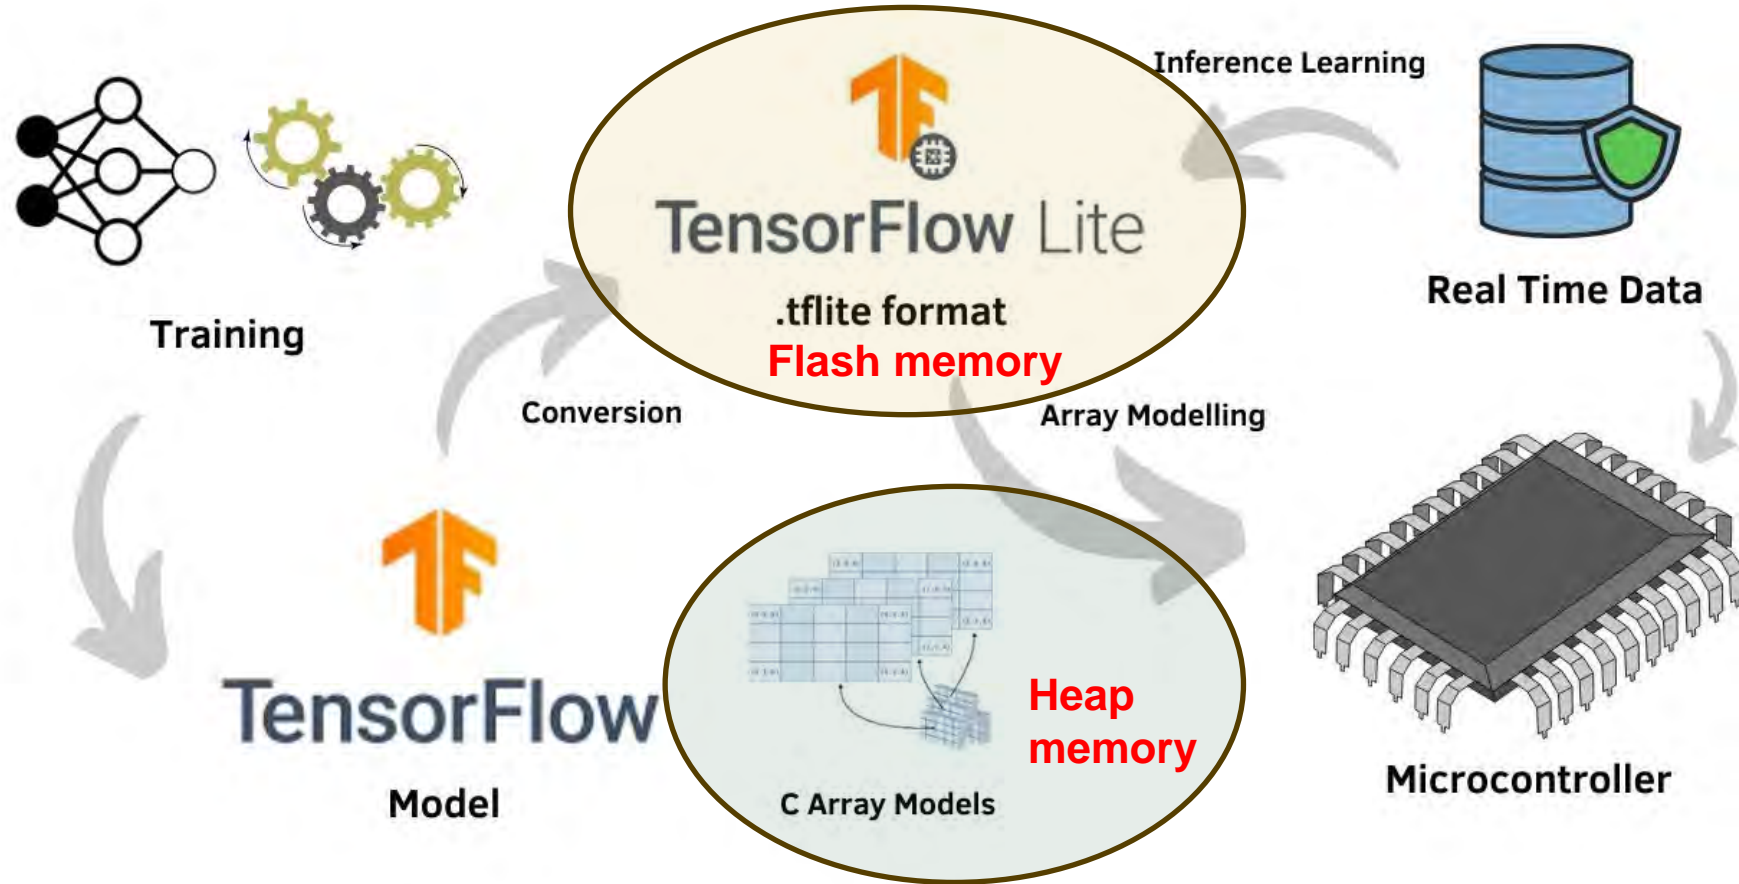 Inference Learning
TensorFlow Lite
Real Time Data
.tflite format
Training
Flash memory
Conversion
Array Modelling
TensorFlow
Heap
memory
Microcontroller
Model
C Array Models